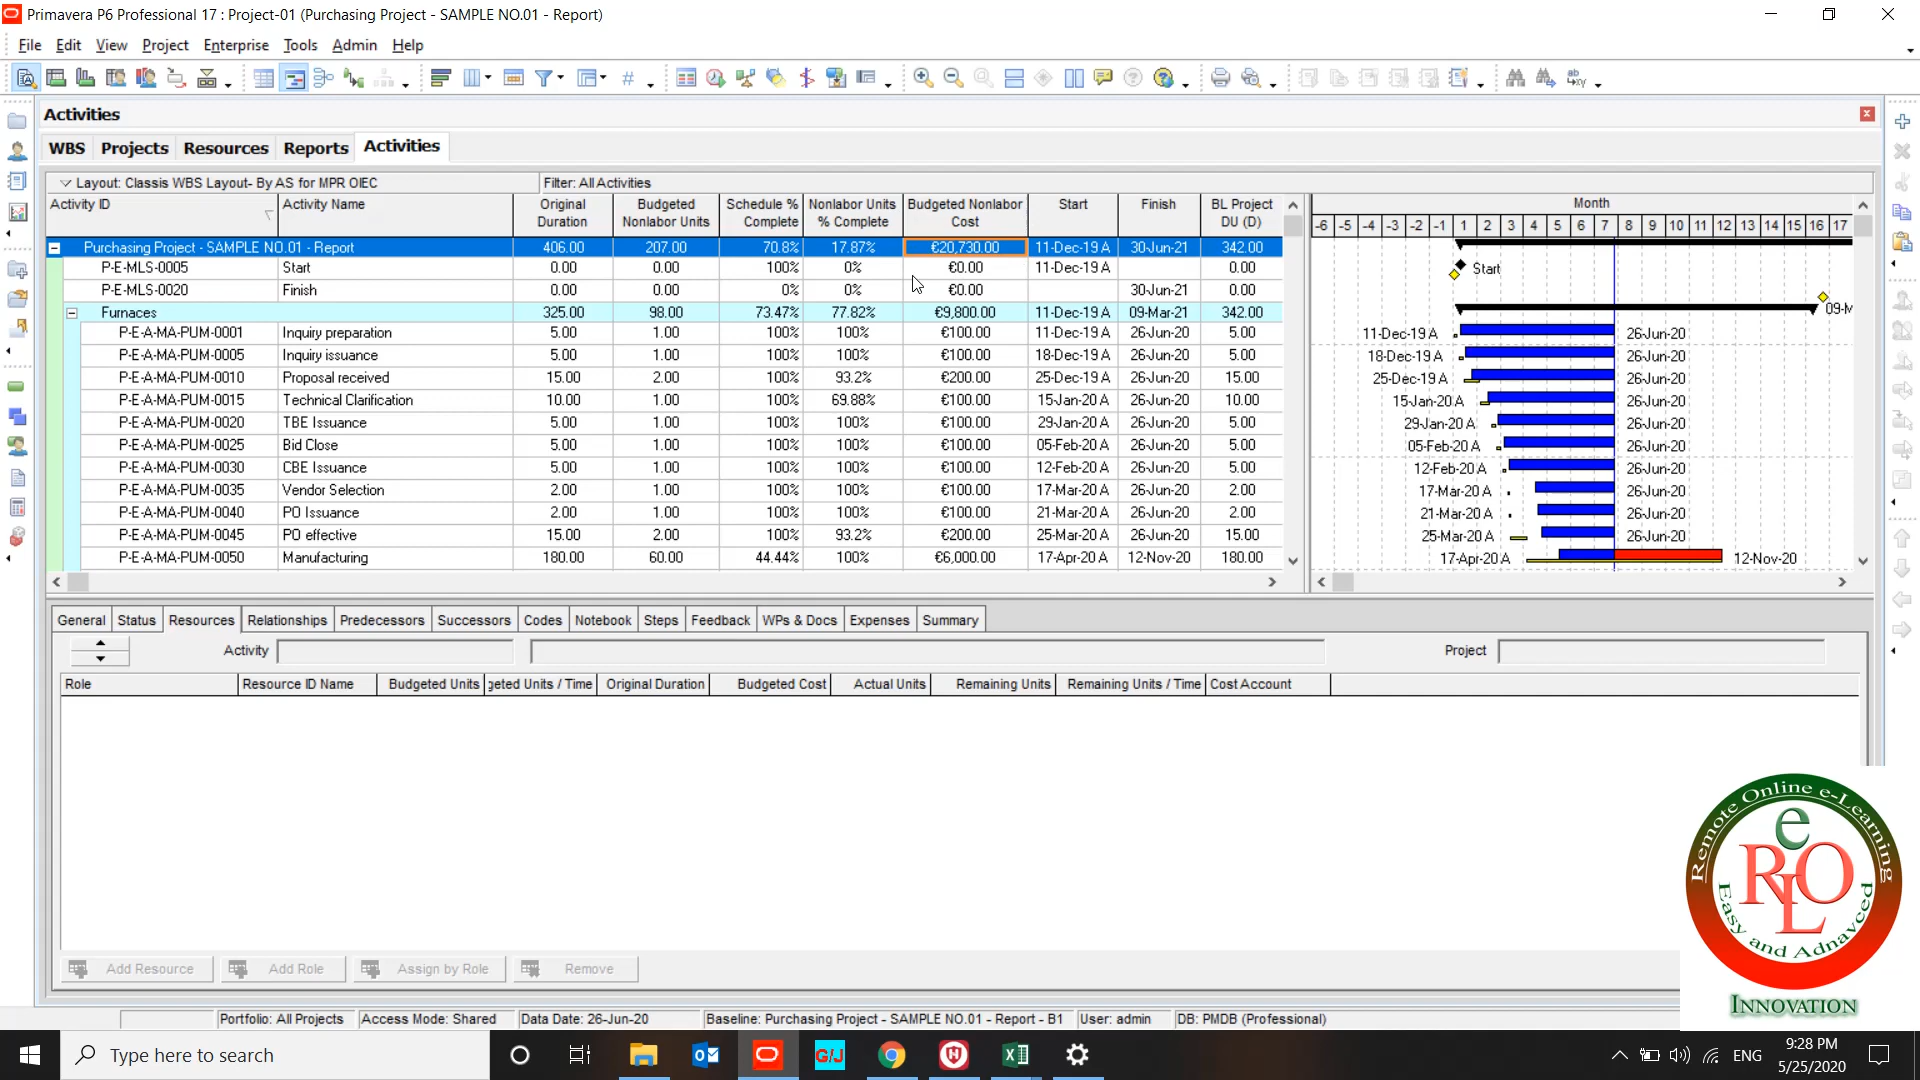 Primavera P6 Professional 17 : Project-01 (Purchasing Project - SAMPLE NO.01 - Report)
File Edit View Project Enterprise Tools Admin Help
Activities
WBS Projects Resources Reports Activities
Layout: Classis WBS Layout- By AS for MPR OIEC Filter: All Activities
Activity ID Activity Name Original Duration Budgeted Nonlabor Units Schedule % Complete Nonlabor Units % Complete Budgeted Nonlabor Cost Start Finish BL Project DU (D) Month
-6 -5 -4 -3 -2 -1 1 2 3 4 5 6 7 8 9 10 11 12 13 14 15 16 17
Purchasing Project - SAMPLE NO.01 - Report 406.00 207.00 70.8% 17.87% €20,730.00 11-Dec-19 A 30-Jun-21 342.00
P-E-MLS-0005 Start 0.00 0.00 100% 0% €0.00 11-Dec-19 A 0.00 Start
P-E-MLS-0020 Finish 0.00 0.00 0% 0% €0.00 30-Jun-21 0.00
Furnaces 325.00 98.00 73.47% 77.82% €9,800.00 11-Dec-19 A 09-Mar-21 342.00 09-M
P-E-A-MA-PUM-0001 Inquiry preparation 5.00 1.00 100% 100% €100.00 11-Dec-19 A 26-Jun-20 5.00 11-Dec-19 A 26-Jun-20
P-E-A-MA-PUM-0005 Inquiry issuance 5.00 1.00 100% 100% €100.00 18-Dec-19 A 26-Jun-20 5.00 18-Dec-19 A 26-Jun-20
P-E-A-MA-PUM-0010 Proposal received 15.00 2.00 100% 93.2% €200.00 25-Dec-19 A 26-Jun-20 15.00 25-Dec-19 A 26-Jun-20
P-E-A-MA-PUM-0015 Technical Clarification 10.00 1.00 100% 69.88% €100.00 15-Jan-20 A 26-Jun-20 10.00 15-Jan-20 A 26-Jun-20
P-E-A-MA-PUM-0020 TBE Issuance 5.00 1.00 100% 100% €100.00 29-Jan-20 A 26-Jun-20 5.00 29-Jan-20 A 26-Jun-20
P-E-A-MA-PUM-0025 Bid Close 5.00 1.00 100% 100% €100.00 05-Feb-20 A 26-Jun-20 5.00 05-Feb-20 A 26-Jun-20
P-E-A-MA-PUM-0030 CBE Issuance 5.00 1.00 100% 100% €100.00 12-Feb-20 A 26-Jun-20 5.00 12-Feb-20 A 26-Jun-20
P-E-A-MA-PUM-0035 Vendor Selection 2.00 1.00 100% 100% €100.00 17-Mar-20 A 26-Jun-20 2.00 17-Mar-20 A 26-Jun-20
P-E-A-MA-PUM-0040 PO Issuance 2.00 1.00 100% 100% €100.00 21-Mar-20 A 26-Jun-20 2.00 21-Mar-20 A 26-Jun-20
P-E-A-MA-PUM-0045 PO effective 15.00 2.00 100% 93.2% €200.00 25-Mar-20 A 26-Jun-20 15.00 25-Mar-20 A 26-Jun-20
P-E-A-MA-PUM-0050 Manufacturing 180.00 60.00 44.44% 100% €6,000.00 17-Apr-20 A 12-Nov-20 180.00 17-Apr-20 A 12-Nov-20
General Status Resources Relationships Predecessors Successors Codes Notebook Steps Feedback WPs & Docs Expenses Summary
Activity Project
Role Resource ID Name Budgeted Units geted Units / Time Original Duration Budgeted Cost Actual Units Remaining Units Remaining Units / Time Cost Account
Add Resource Add Role Assign by Role Remove
Remote Online e-Learning
e
ROL
Easy and Adnavced
INNOVATION
Portfolio: All Projects Access Mode: Shared Data Date: 26-Jun-20 Baseline: Purchasing Project - SAMPLE NO.01 - Report - B1 User: admin DB: PMDB (Professional)
Type here to search G/J ENG 9:28 PM
5/25/2020